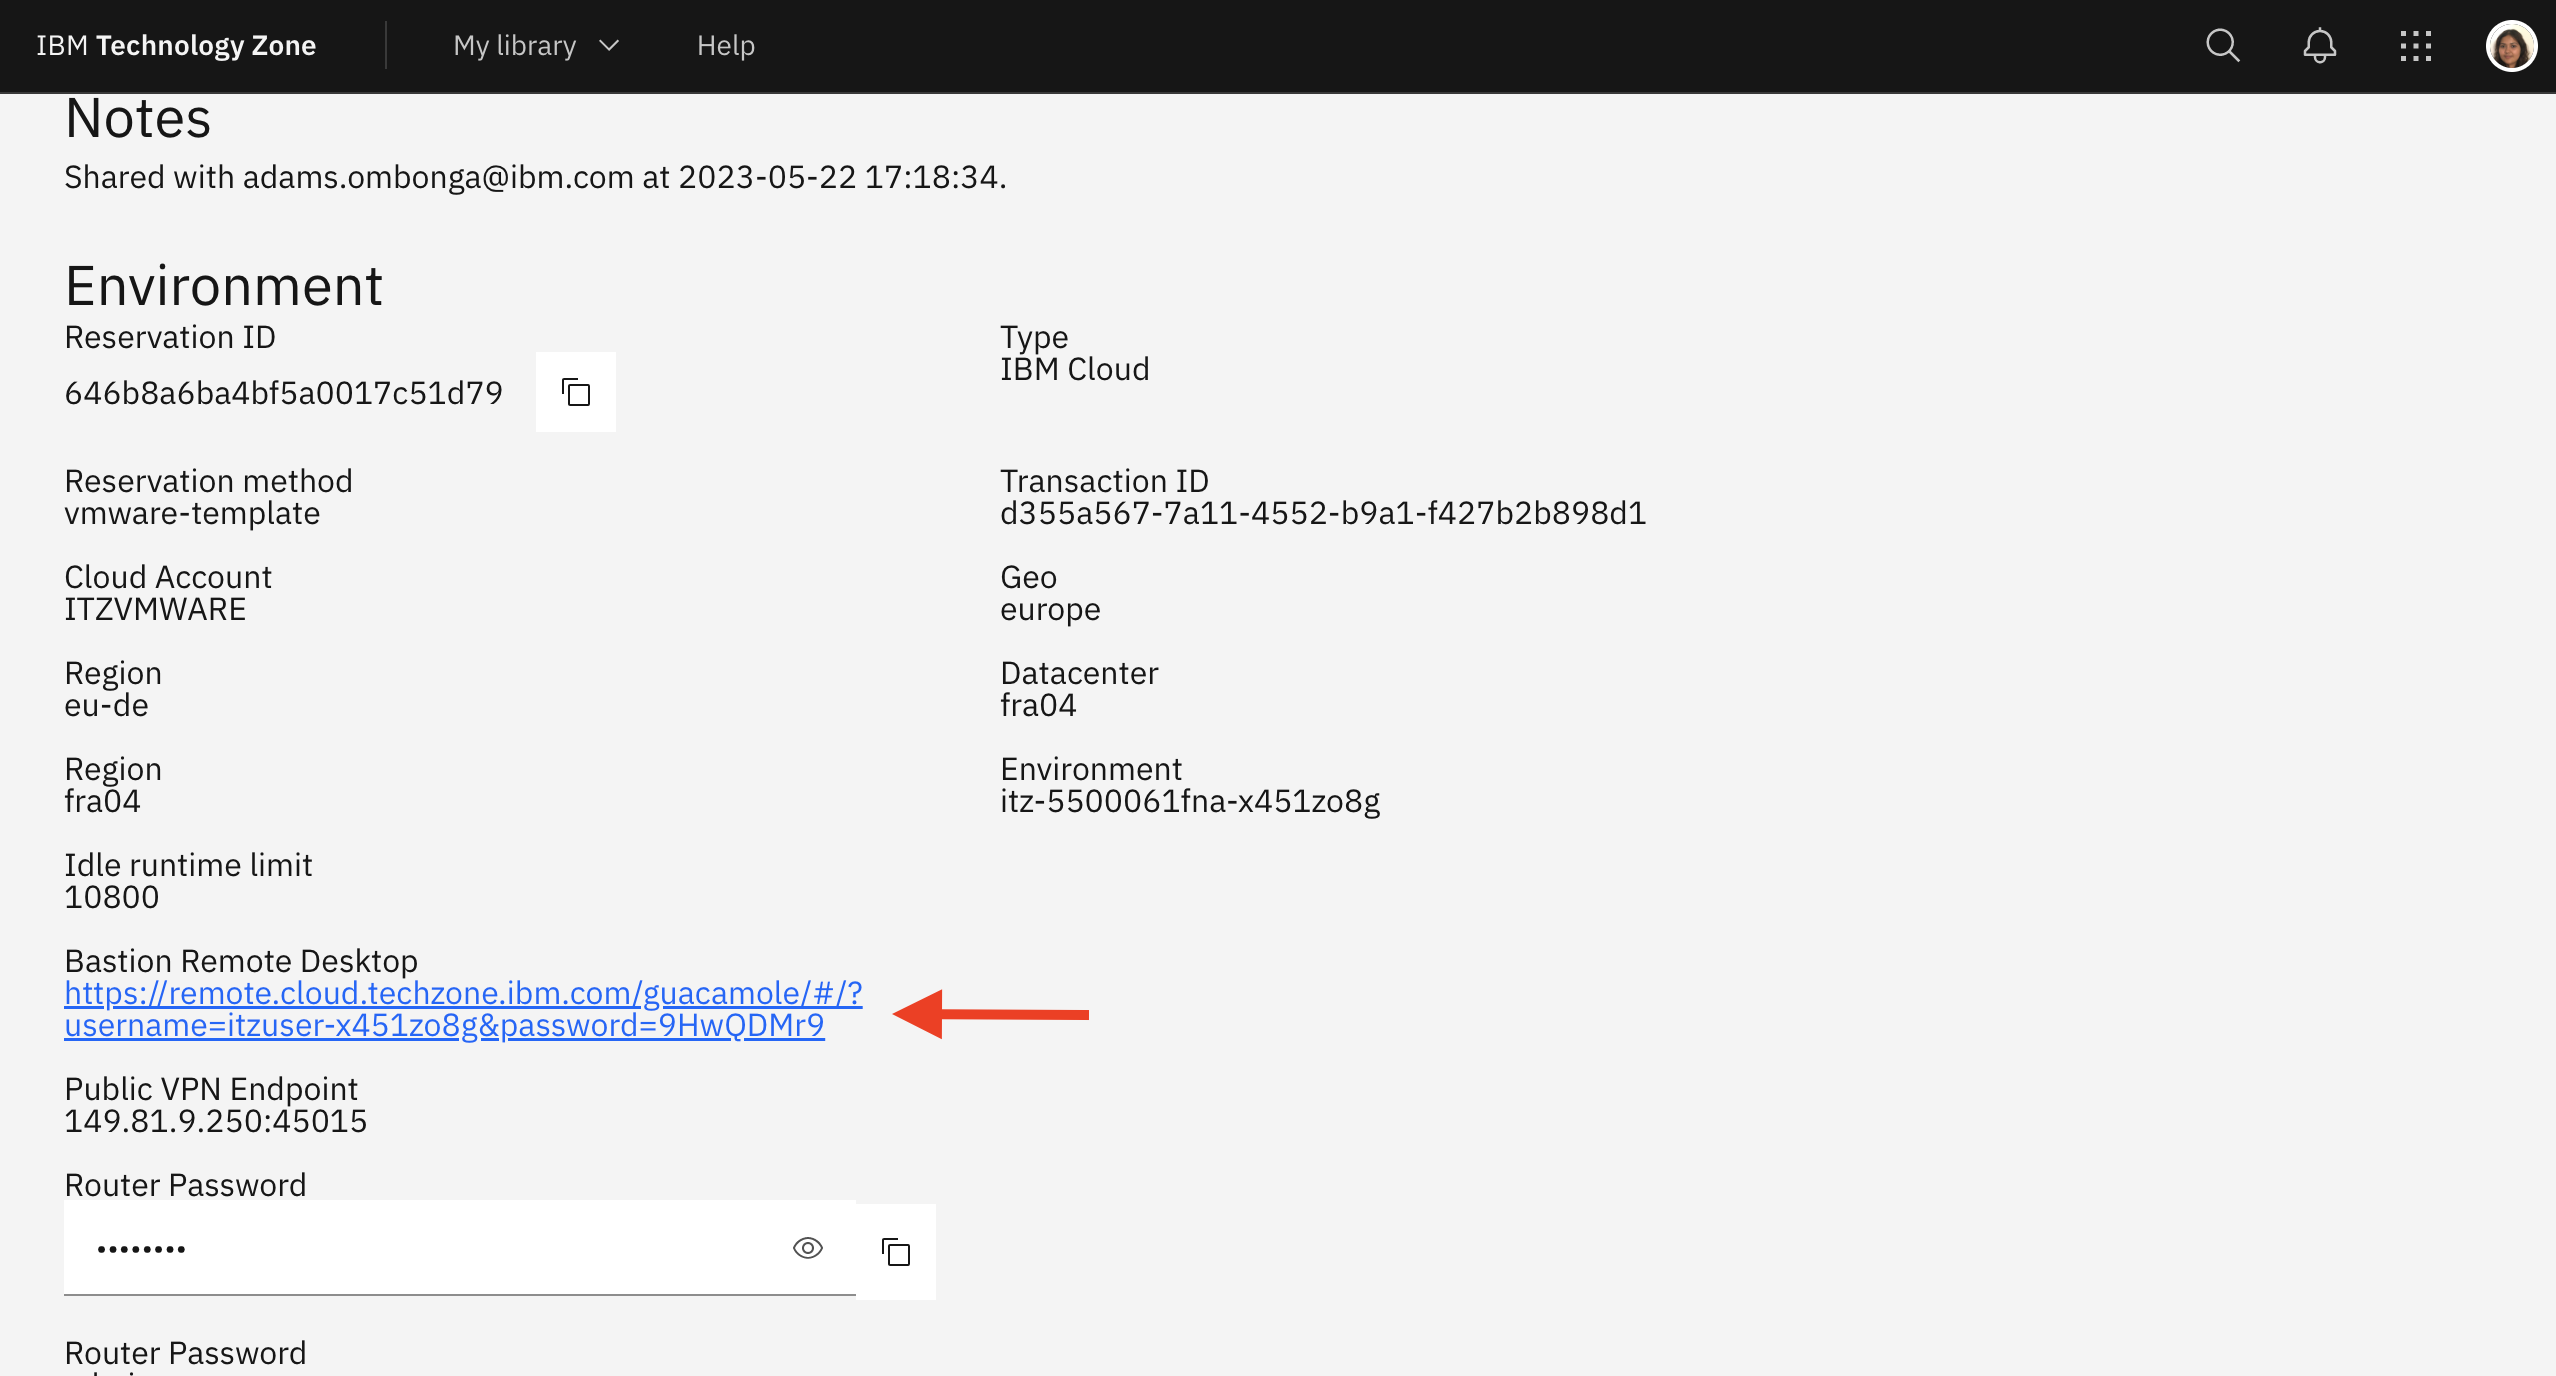 IBM Technology Zone
My library
Help
Notes
Shared with adams.ombonga@ibm.com at 2023-05-22 17:18:34.
Environment
Reservation ID
646b8a6ba4bf5a0017c51d79
Type
IBM Cloud
Reservation method
vmware-template
Transaction ID
d355a567-7a11-4552-b9a1-f427b2b898d1
Cloud Account
ITZVMWARE
Geo
europe
Region
eu-de
Datacenter
fra04
Region
fra04
Environment
itz-5500061fna-x451zo8g
Idle runtime limit
10800
Bastion Remote Desktop
https://remote.cloud.techzone.ibm.com/guacamole/#/?
username=itzuser-x451zo8g&password=9HwQDMr9
Public VPN Endpoint
149.81.9.250:45015
Router Password
••••••••
Router Password